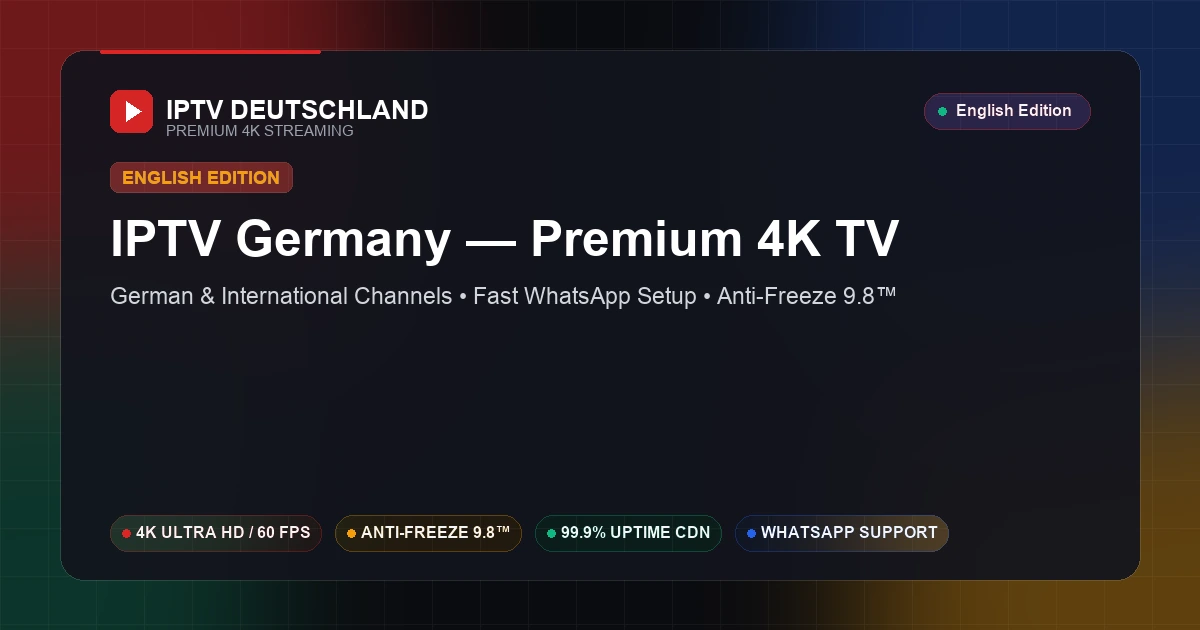 IPTV DEUTSCHLAND
PREMIUM 4K STREAMING
English Edition
ENGLISH EDITION
IPTV Germany — Premium 4K TV
German & International Channels • Fast WhatsApp Setup • Anti-Freeze 9.8™
4K ULTRA HD / 60 FPS
ANTI-FREEZE 9.8™
99.9% UPTIME CDN
WHATSAPP SUPPORT